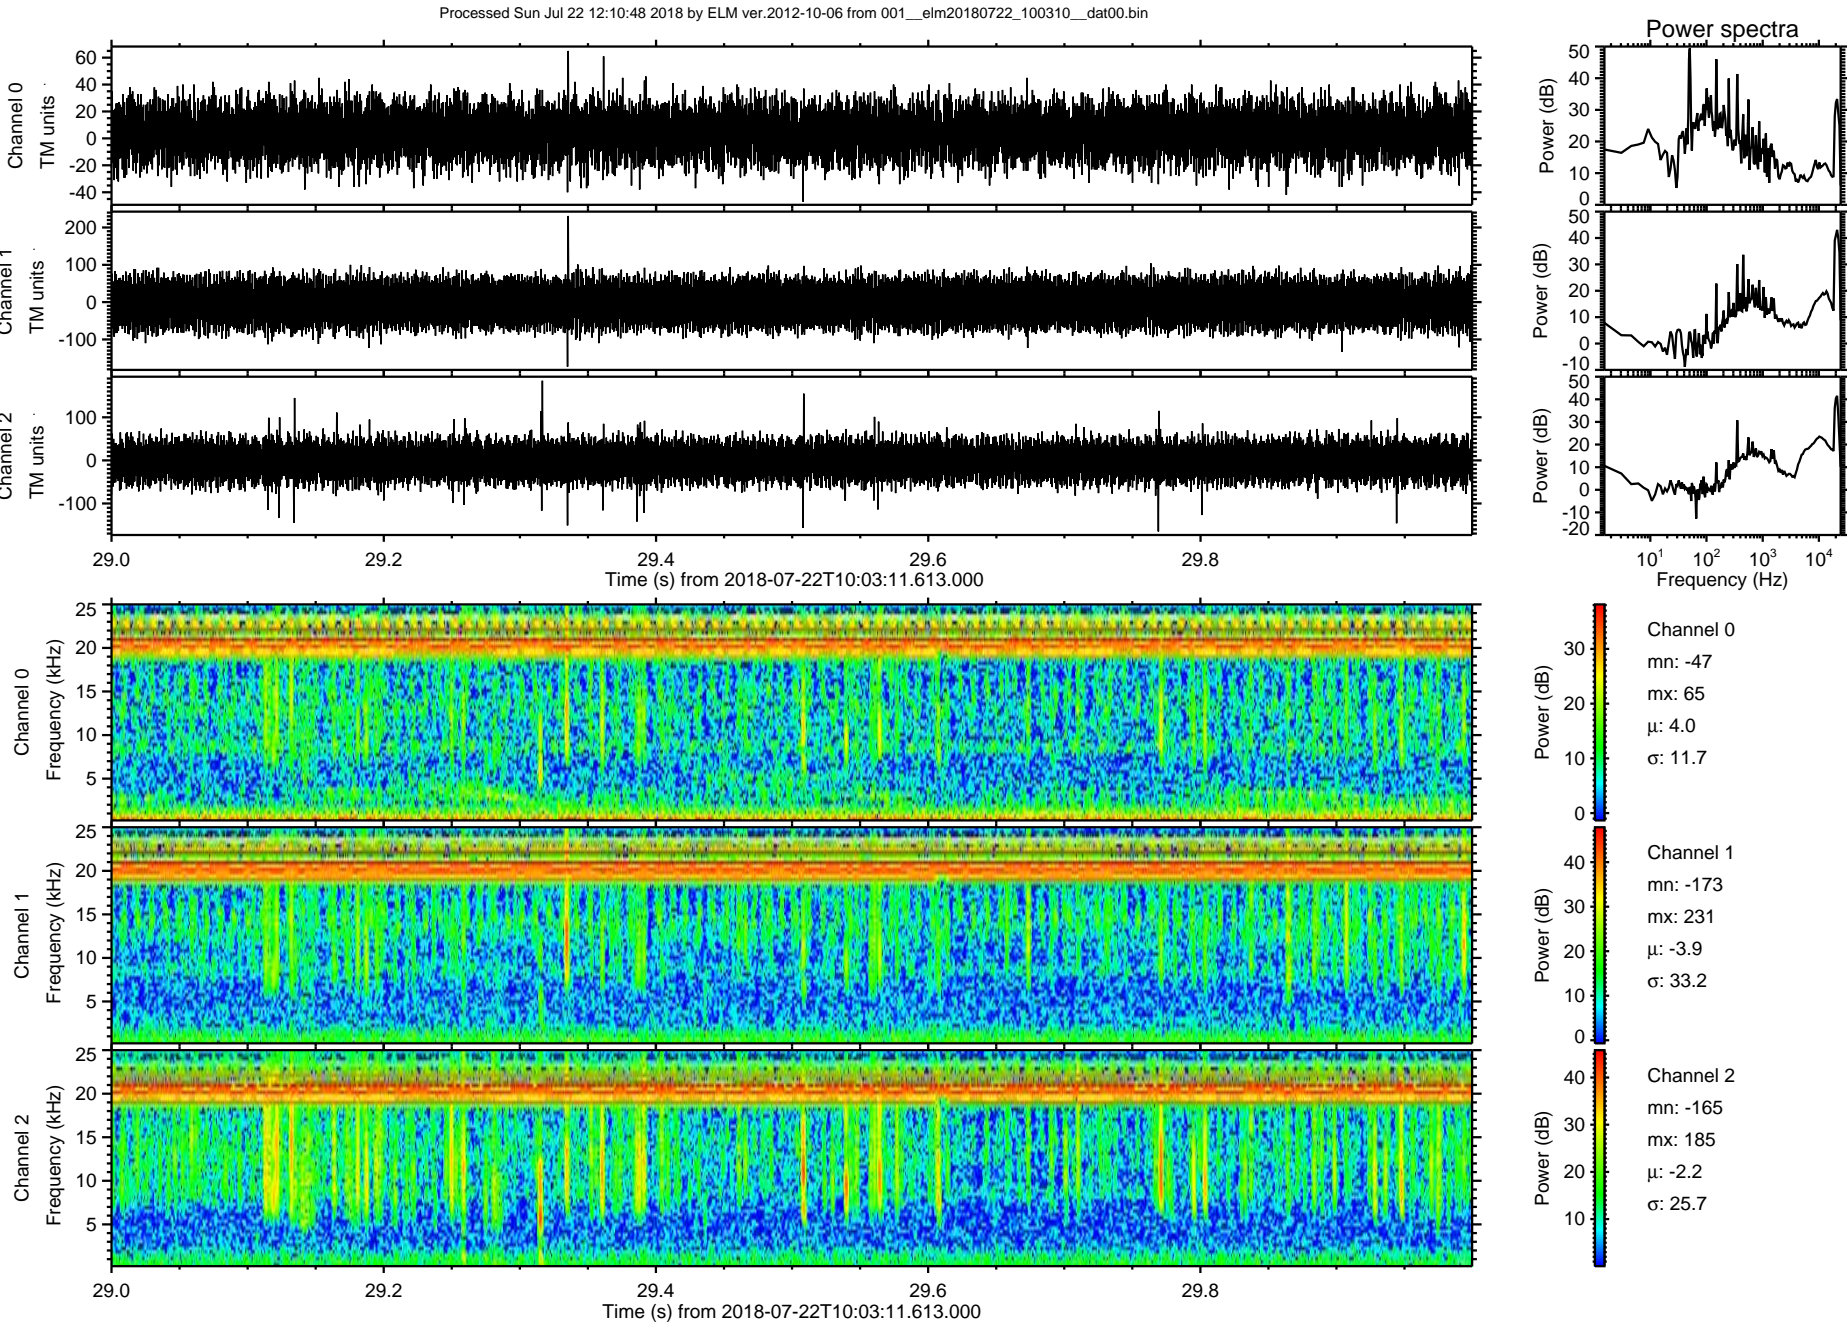 Processed Sun Jul 22 12:10:48 2018 by ELM ver.2012-10-06 from 001__elm20180722_100310__dat00.bin
Power spectra
Channel 0
TM units
60
40
20
0
-20
-40
Power (dB)
50
40
30
20
10
0
Channel 1
TM units
200
100
0
-100
Power (dB)
50
40
30
20
10
0
-10
Channel 2
TM units
100
0
-100
Power (dB)
50
40
30
20
10
0
-10
-20
29.0 29.2 29.4 29.6 29.8
Time (s) from 2018-07-22T10:03:11.613.000
10^1 10^2 10^3 10^4
Frequency (Hz)
Channel 0
Frequency (kHz)
25
20
15
10
5
Power (dB)
30
20
10
0
Channel 0
mn: -47
mx: 65
μ: 4.0
σ: 11.7
Channel 1
Frequency (kHz)
25
20
15
10
5
Power (dB)
40
30
20
10
0
Channel 1
mn: -173
mx: 231
μ: -3.9
σ: 33.2
Channel 2
Frequency (kHz)
25
20
15
10
5
Power (dB)
40
30
20
10
Channel 2
mn: -165
mx: 185
μ: -2.2
σ: 25.7
29.0 29.2 29.4 29.6 29.8
Time (s) from 2018-07-22T10:03:11.613.000